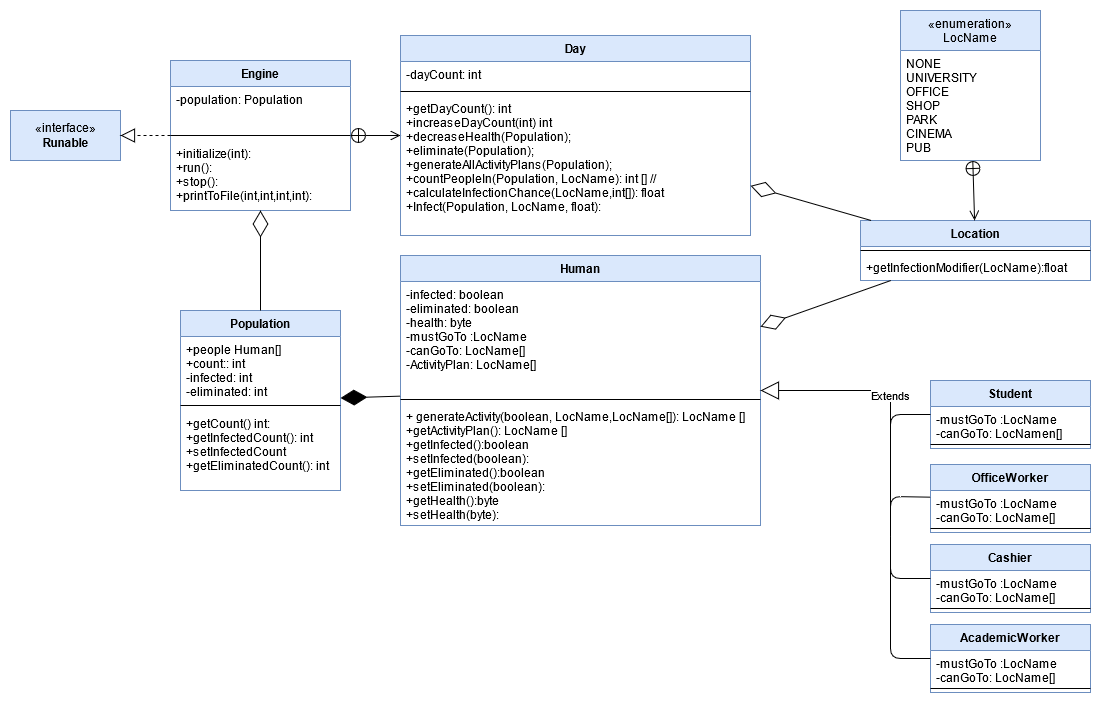 «interface»
Runable
Engine
-population: Population
+initialize(int):
+run():
+stop():
+printToFile(int,int,int,int):
Day
-dayCount: int
+getDayCount(): int
+increaseDayCount(int) int
+decreaseHealth(Population);
+eliminate(Population);
+generateAllActivityPlans(Population);
+countPeopleIn(Population, LocName): int [] //
+calculateInfectionChance(LocName,int[]): float
+Infect(Population, LocName, float):
«enumeration»
LocName
NONE
UNIVERSITY
OFFICE
SHOP
PARK
CINEMA
PUB
Location
+getInfectionModifier(LocName):float
Population
+people Human[]
+count:: int
-infected: int
-eliminated: int
+getCount() int:
+getInfectedCount(): int
+setInfectedCount
+getEliminatedCount(): int
Human
-infected: boolean
-eliminated: boolean
-health: byte
-mustGoTo :LocName
-canGoTo: LocName[]
-ActivityPlan: LocName[]
+ generateActivity(boolean, LocName,LocName[]): LocName []
+getActivityPlan(): LocName []
+getInfected():boolean
+setInfected(boolean):
+getEliminated():boolean
+setEliminated(boolean):
+getHealth():byte
+setHealth(byte):
Extends
Student
-mustGoTo :LocName
-canGoTo: LocNamen[]
OfficeWorker
-mustGoTo :LocName
-canGoTo: LocName[]
Cashier
-mustGoTo :LocName
-canGoTo: LocName[]
AcademicWorker
-mustGoTo :LocName
-canGoTo: LocName[]